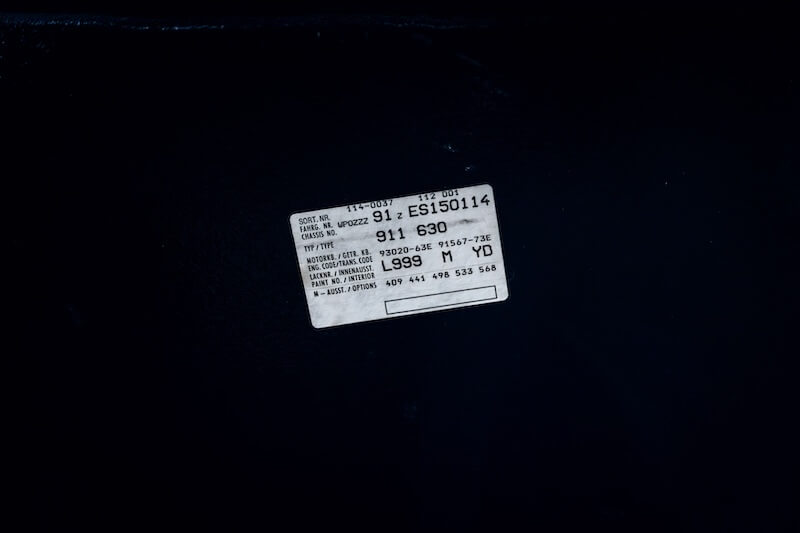 SORT. NR. 114-0037 112 001
FAHRG. NR. WPOZZZ 91 Z ES150114
CHASSIS NO.
TYP / TYPE 911 630
MOTORKB. / GETR. KB. 93020-63E 91567-73E
ENG. CODE/TRANS. CODE
LACKNR. / INNENAUSST. L999 M YD
PAINT NO. / INTERIOR
M – AUSST. / OPTIONS 409 441 498 533 568